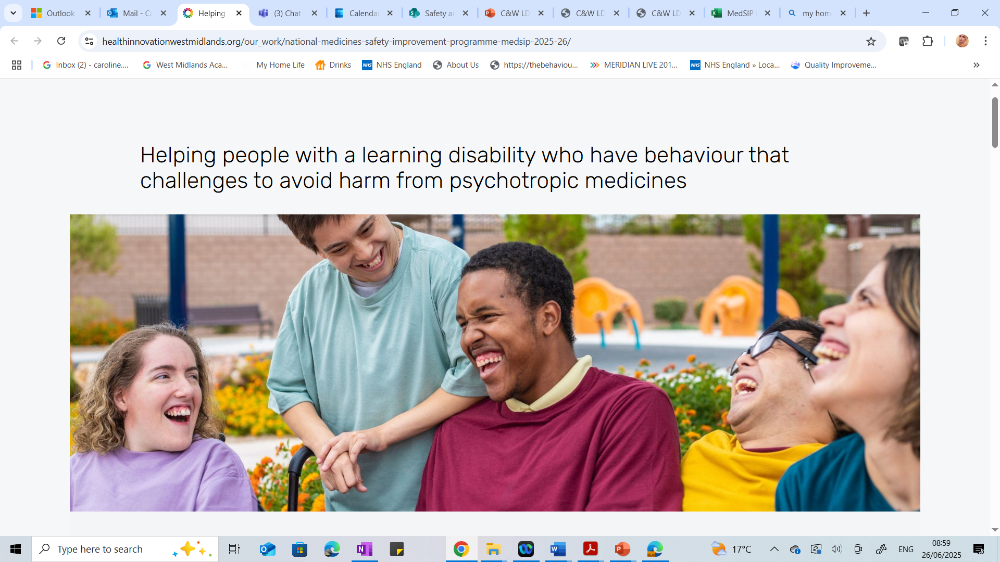 Outlook
Mail - Ca
Helping
(3) Chat
Calenda
Safety a
C&W LD
C&W LD
C&W LD
MedSIP
my hom
healthinnovationwestmidlands.org/our_work/national-medicines-safety-improvement-programme-medsip-2025-26/
Inbox (2) - caroline....
West Midlands Aca...
My Home Life
Drinks
NHS
NHS England
About Us
https://thebehaviou...
MERIDIAN LIVE 201...
NHS
NHS England » Loca...
Quality Improveme...
Helping people with a learning disability who have behaviour that
challenges to avoid harm from psychotropic medicines
Type here to search
17°C
ENG
08:59
26/06/2025